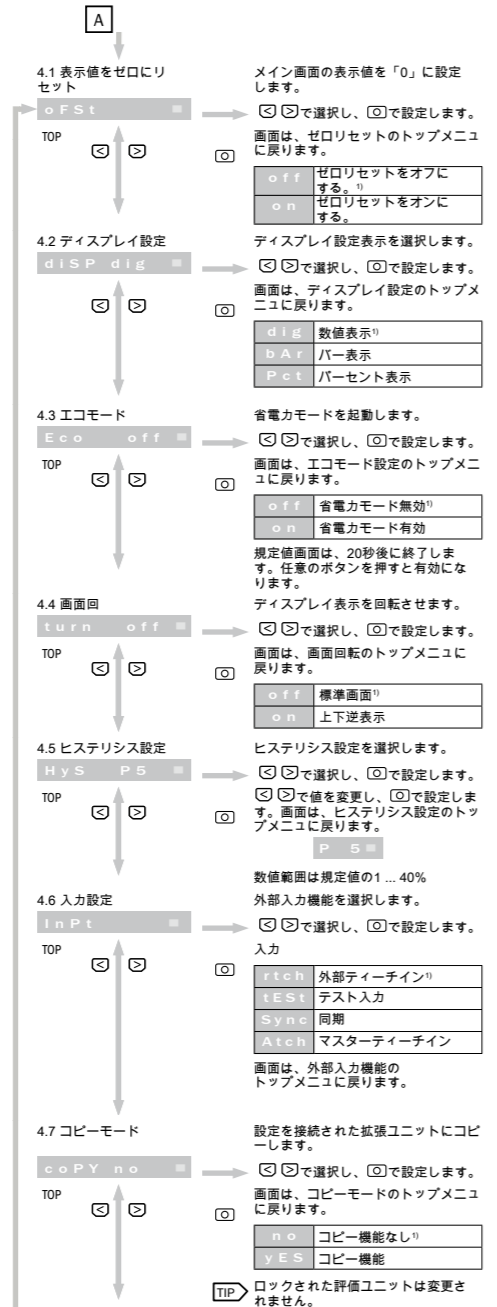 A
4.1 表示値をゼロにリ
セット
oFSt
TOP
メイン画面の表示値を「0」に設定
します。
で選択し、で設定します。
画面は、ゼロリセットのトップメニュー
に戻ります。
off ゼロリセットをオフに
する。1)
on ゼロリセットをオンに
する。
4.2 ディスプレイ設定
diSP dig
ディスプレイ設定表示を選択します。
で選択し、で設定します。
画面は、ディスプレイ設定のトップメ
ニュに戻ります。
dig 数値表示1)
bAr バー表示
Pct パーセント表示
4.3 エコモード
Eco off
TOP
省電力モードを起動します。
で選択し、で設定します。
画面は、エコモード設定のトップメニ
ュに戻ります。
off 省電力モード無効1)
on 省電力モード有効
規定値画面は、20秒後に終了しま
す。任意のボタンを押すと有効にな
ります。
4.4 画面回
turn off
TOP
ディスプレイ表示を回転させます。
で選択し、で設定します。
画面は、画面回転のトップメニュに
戻ります。
off 標準画面1)
on 上下逆表示
4.5 ヒステリシス設定
HyS P5
TOP
ヒステリシス設定を選択します。
で選択し、で設定します。
で値を変更し、で設定しま
す。画面は、ヒステリシス設定のトッ
プメニュに戻ります。
P 5
数値範囲は規定値の1 ... 40%
4.6 入力設定
InPt
TOP
外部入力機能を選択します。
で選択し、で設定します。
入力
rtch 外部ティーチイン1)
tESt テスト入力
Sync 同期
Atch マスターティーチイン
画面は、外部入力機能の
トップメニュに戻ります。
4.7 コピーモード
coPY no
TOP
設定を接続された拡張ユニットにコピ
ーします。
で選択し、で設定します。
画面は、コピーモードのトップメニュ
に戻ります。
no コピー機能なし1)
yES コピー機能
TIP ロックされた評価ユニットは変更さ
れません。